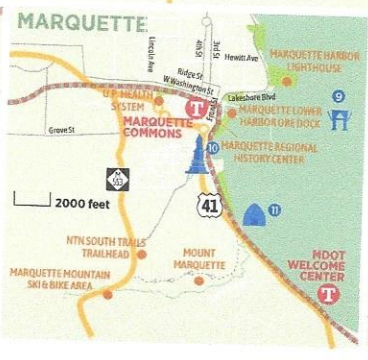 MARQUETTE
Lincoln Ave
4th St
3rd St
Hewitt Ave
MARQUETTE HARBOR
LIGHTHOUSE
Ridge St
W Washington St
U.P. HEALTH
SYSTEM
T
Lakeshore Blvd
9
MARQUETTE
COMMONS
MARQUETTE LOWER
HARBOR ORE DOCK
Grove St
10
MARQUETTE REGIONAL
HISTORY CENTER
M
553
2000 feet
41
11
NTN SOUTH TRAILS
TRAILHEAD
MOUNT
MARQUETTE
MDOT
WELCOME
CENTER
T
MARQUETTE MOUNTAIN
SKI & BIKE AREA